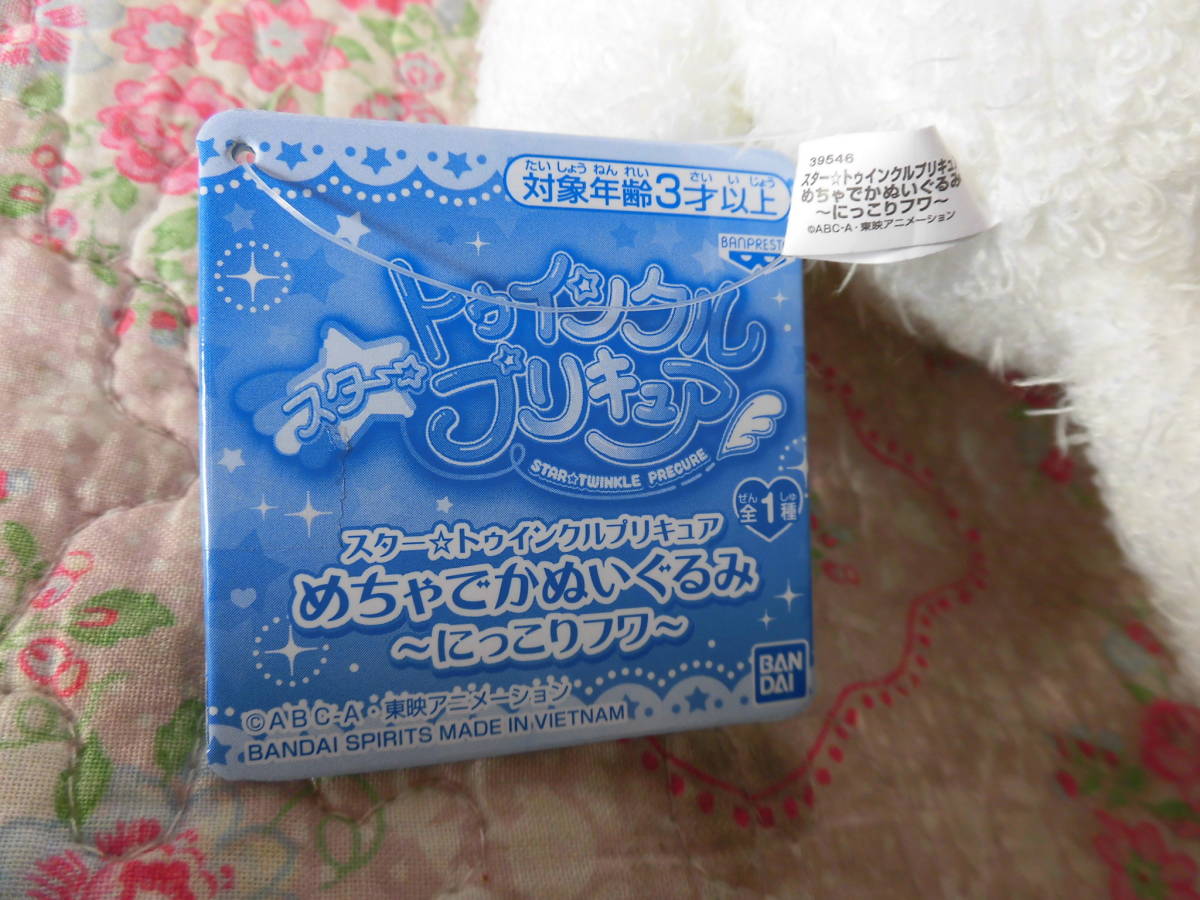 たいしょうねんれい さいいじょう
対象年齢3才以上
BANPREST
スター☆トゥインクル
プリキュア
STAR☆TWINKLE PRECURE
ぜん しゅ
全1種
スター☆トゥインクルプリキュア
めちゃでかぬいぐるみ
～にっこりフワ～
BAN
DAI
©ABC-A・東映アニメーション
BANDAI SPIRITS MADE IN VIETNAM
39546
スター☆トゥインクルプリキュ
めちゃでかぬいぐるみ
～にっこりフワ～
©ABC-A・東映アニメーション